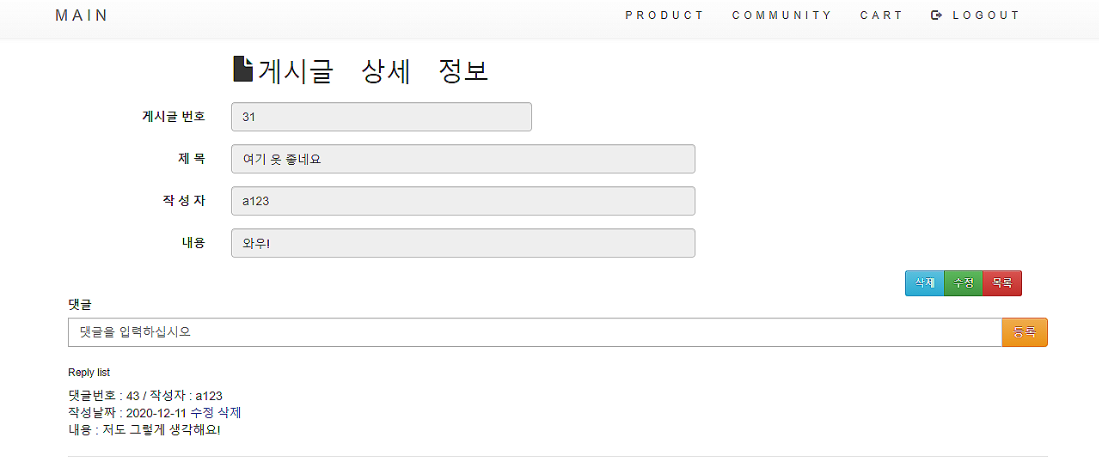 MAIN PRODUCT COMMUNITY CART LOGOUT
게시글 상세 정보
게시글 번호 31
제 목 여기 옷 좋네요
작 성 자 a123
내용 와우!
삭제 수정 목록
댓글
댓글을 입력하십시오 등록
Reply list
댓글번호 : 43 / 작성자 : a123
작성날짜 : 2020-12-11 수정 삭제
내용 : 저도 그렇게 생각해요!